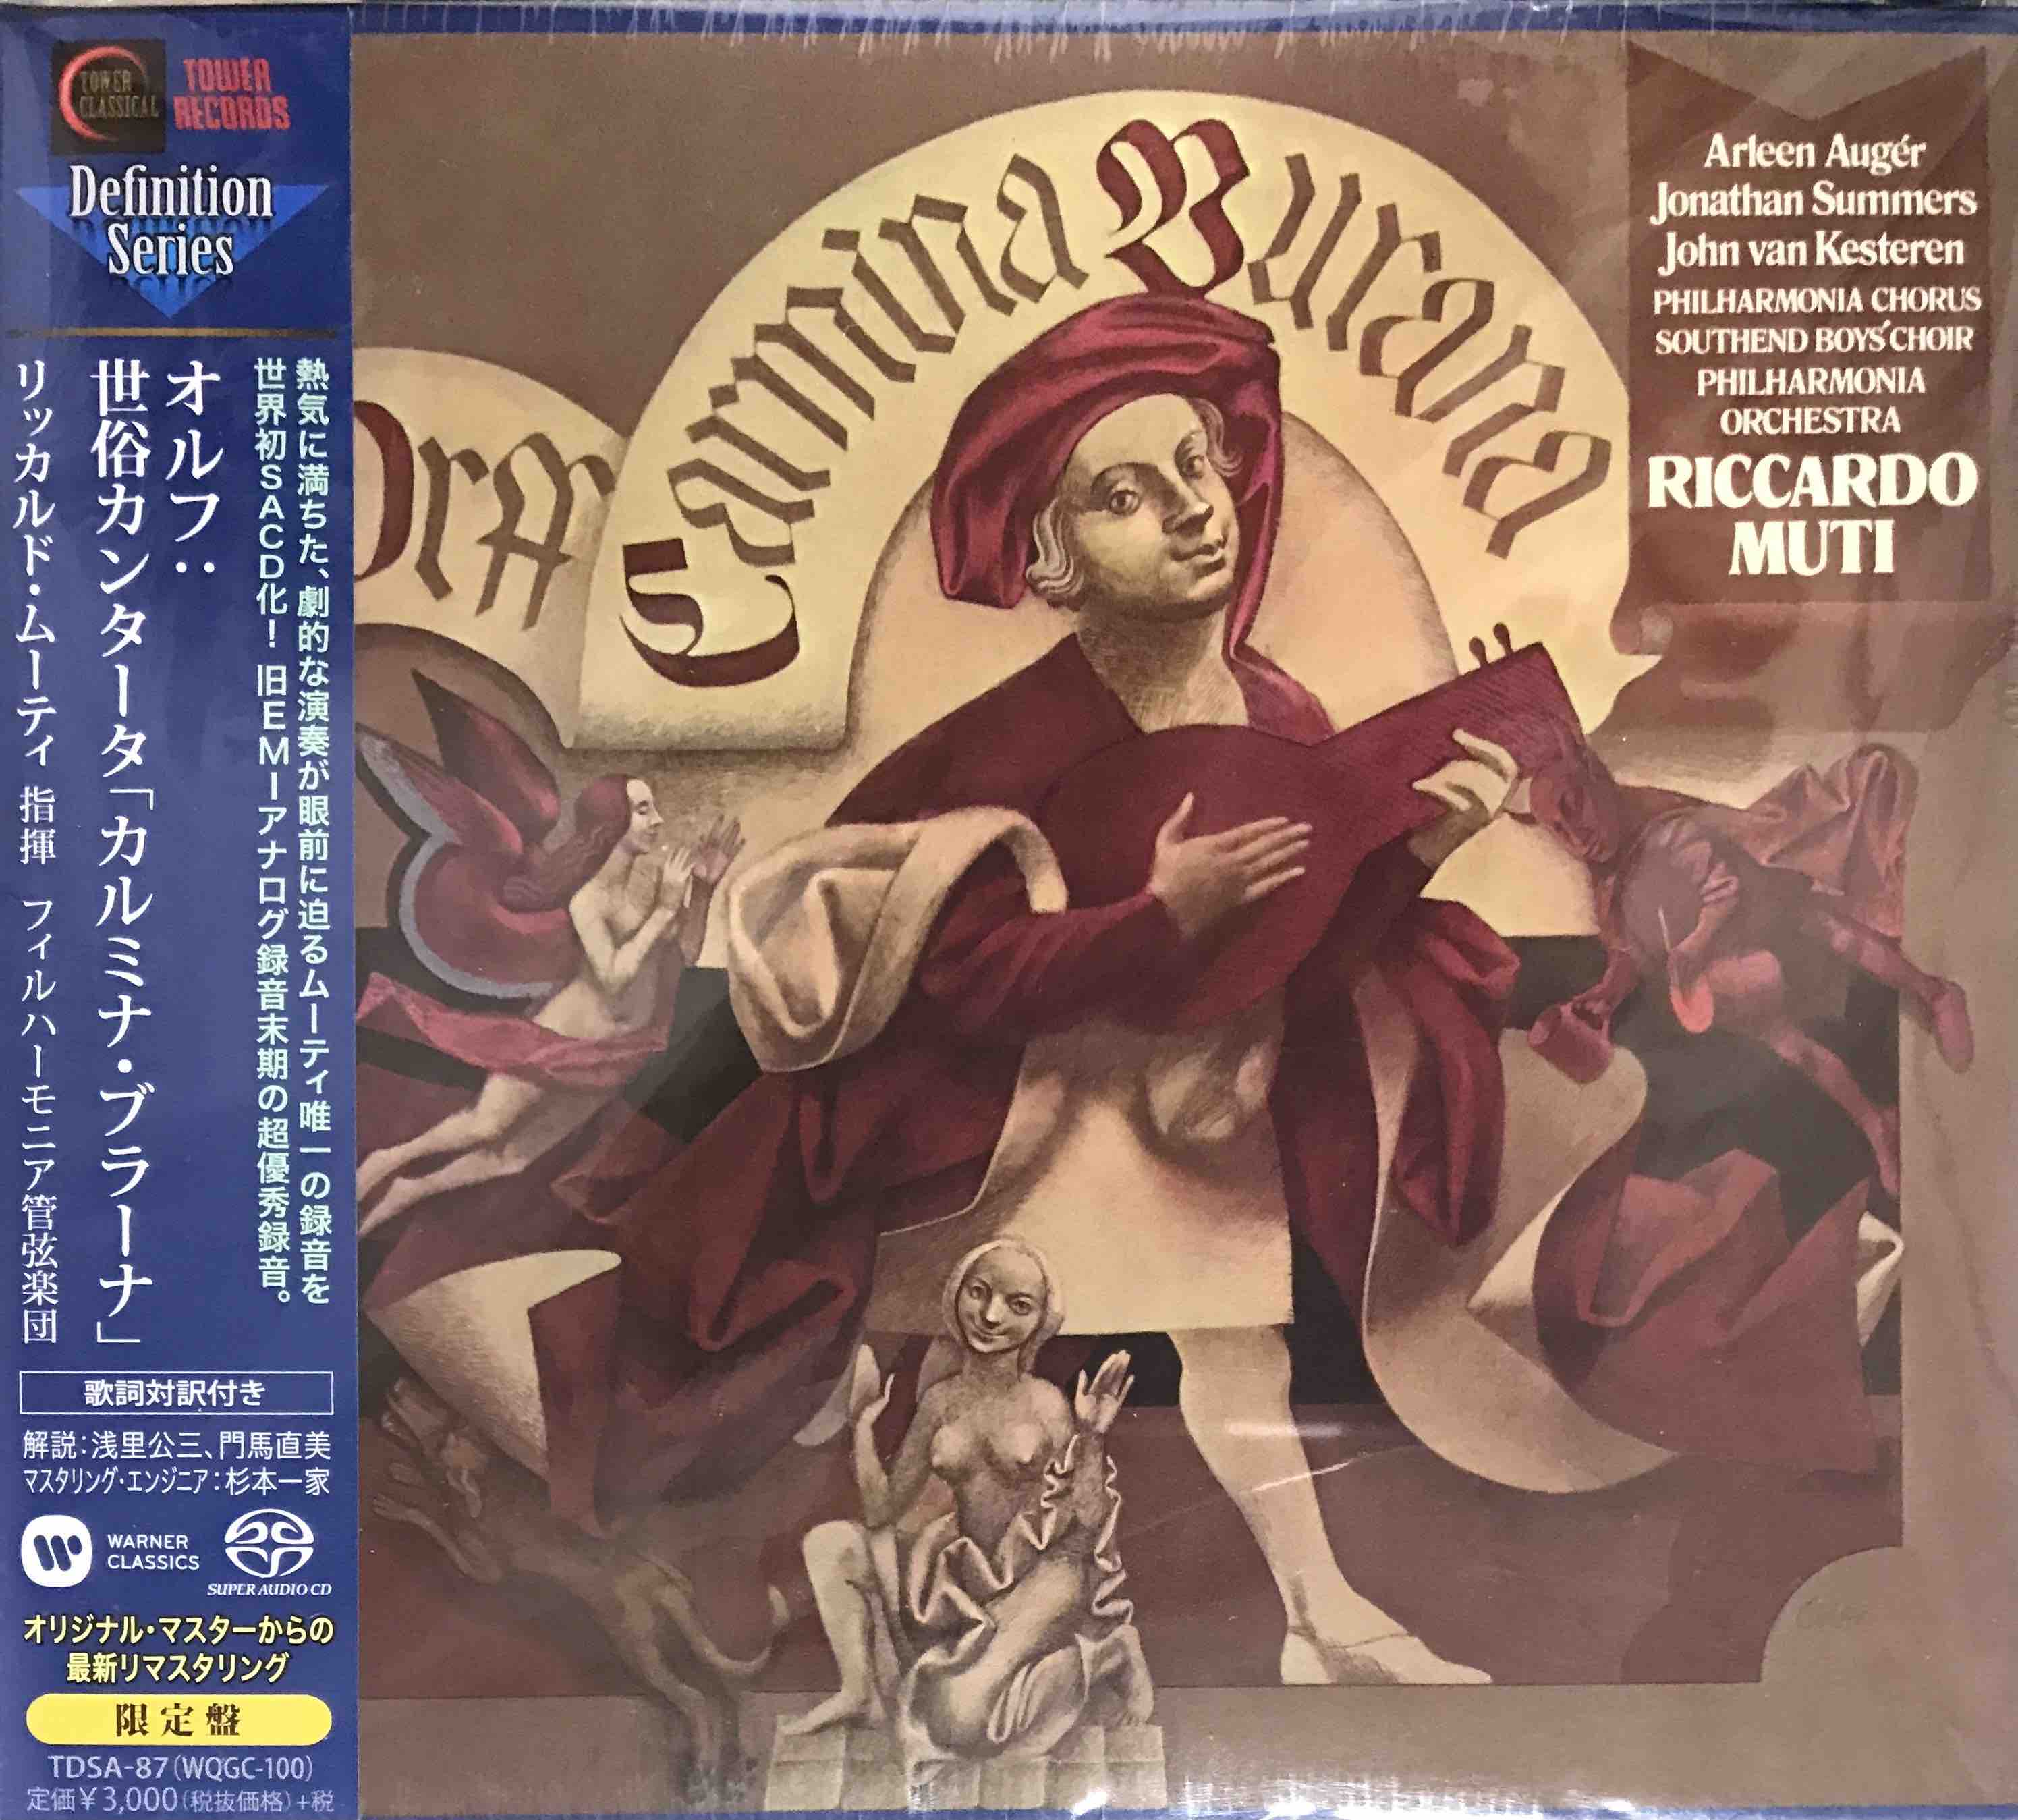 TOWER
CLASSICAL
TOWER
RECORDS
Definition
Series
熱気に満ちた、劇的な演奏が眼前に迫るムーティ唯一の録音を
世界初SACD化！ 旧EMIアナログ録音末期の超優秀録音。
オルフ：
世俗カンタータ「カルミナ・ブラーナ」
リッカルド・ムーティ 指揮 フィルハーモニア管弦楽団
歌詞対訳付き
解説：浅里公三、門馬直美
マスタリング・エンジニア：杉本一家
WARNER
CLASSICS
SUPER AUDIO CD
オリジナル・マスターからの
最新リマスタリング
限定盤
TDSA-87(WQGC-100)
定価￥3,000(税抜価格)+税
Orff
Carmina Burana
Arleen Augér
Jonathan Summers
John van Kesteren
PHILHARMONIA CHORUS
SOUTHEND BOYS' CHOIR
PHILHARMONIA
ORCHESTRA
RICCARDO
MUTI